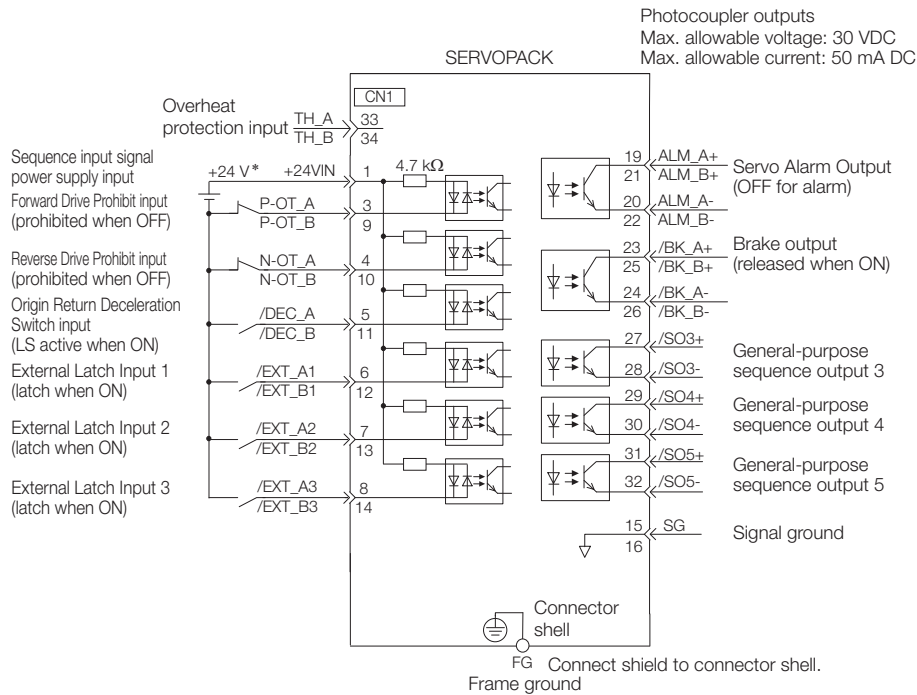 Photocoupler outputs
Max. allowable voltage: 30 VDC
Max. allowable current: 50 mA DC
SERVOPACK
CN1
Overheat
protection input
TH_A 33
TH_B 34
Sequence input signal
power supply input
+24 V* +24VIN 1
4.7 kΩ
Forward Drive Prohibit input
(prohibited when OFF)
P-OT_A 3
P-OT_B 9
Reverse Drive Prohibit input
(prohibited when OFF)
N-OT_A 4
N-OT_B 10
Origin Return Deceleration
Switch input
(LS active when ON)
/DEC_A 5
/DEC_B 11
External Latch Input 1
(latch when ON)
/EXT_A1 6
/EXT_B1 12
External Latch Input 2
(latch when ON)
/EXT_A2 7
/EXT_B2 13
External Latch Input 3
(latch when ON)
/EXT_A3 8
/EXT_B3 14
19 ALM_A+
21 ALM_B+
Servo Alarm Output
(OFF for alarm)
20 ALM_A-
22 ALM_B-
23 /BK_A+
25 /BK_B+
Brake output
(released when ON)
24 /BK_A-
26 /BK_B-
27 /SO3+
28 /SO3-
General-purpose
sequence output 3
29 /SO4+
30 /SO4-
General-purpose
sequence output 4
31 /SO5+
32 /SO5-
General-purpose
sequence output 5
15 SG
16
Signal ground
Connector
shell
FG Connect shield to connector shell.
Frame ground